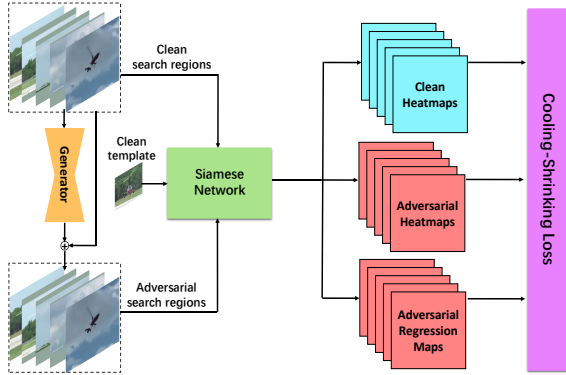 Clean
search regions
Generator
Clean
template
Siamese
Network
Adversarial
search regions
Clean
Heatmaps
Adversarial
Heatmaps
Adversarial
Regression
Maps
Cooling-Shrinking Loss